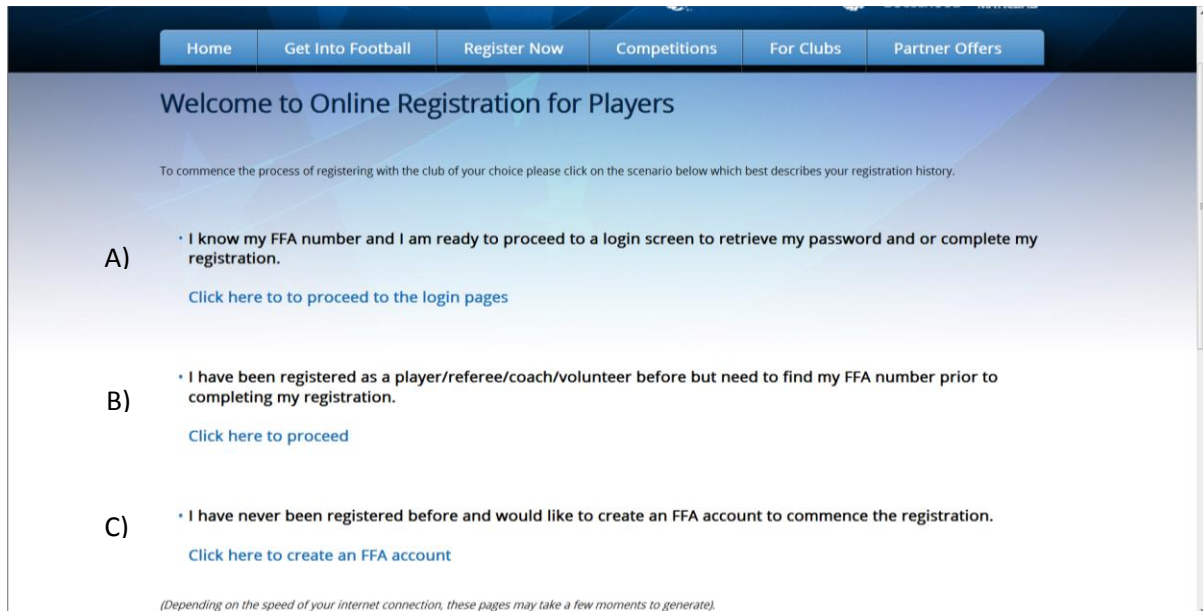 Home Get Into Football Register Now Competitions For Clubs Partner Offers
Welcome to Online Registration for Players
To commence the process of registering with the club of your choice please click on the scenario below which best describes your registration history.
A)
• I know my FFA number and I am ready to proceed to a login screen to retrieve my password and or complete my
registration.
Click here to to proceed to the login pages
B)
• I have been registered as a player/referee/coach/volunteer before but need to find my FFA number prior to
completing my registration.
Click here to proceed
C)
• I have never been registered before and would like to create an FFA account to commence the registration.
Click here to create an FFA account
(Depending on the speed of your internet connection, these pages may take a few moments to generate).